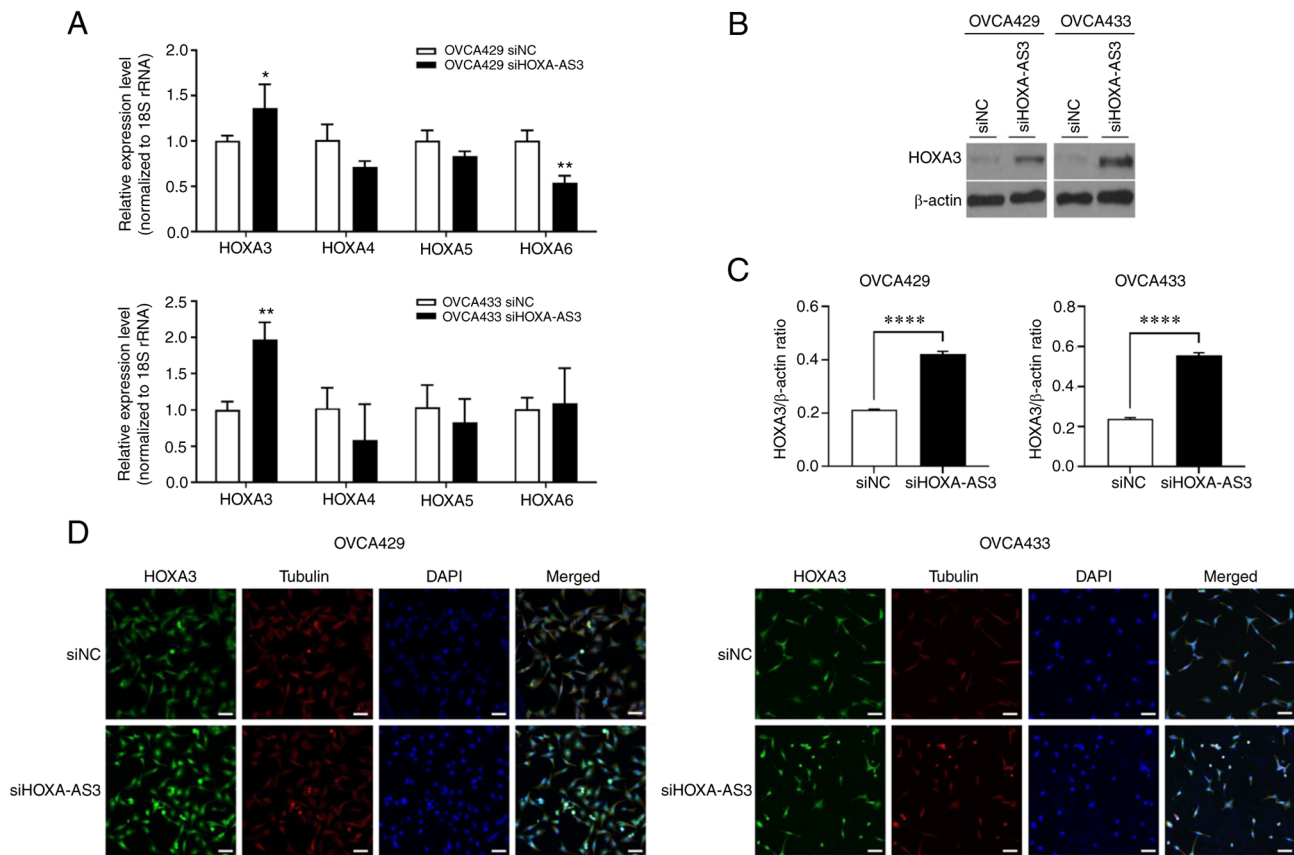 A
Relative expression level
(normalized to 18S rRNA)
2.0
1.5
1.0
0.5
0.0
OVCA429 siNC
OVCA429 siHOXA-AS3
*
**
HOXA3
HOXA4
HOXA5
HOXA6
Relative expression level
(normalized to 18S rRNA)
2.5
2.0
1.5
1.0
0.5
0.0
OVCA433 siNC
OVCA433 siHOXA-AS3
**
HOXA3
HOXA4
HOXA5
HOXA6
B
OVCA429
OVCA433
siNC
siHOXA-AS3
siNC
siHOXA-AS3
HOXA3
β-actin
C
OVCA429
HOXA3/β-actin ratio
0.6
0.4
0.2
0.0
****
siNC
siHOXA-AS3
OVCA433
HOXA3/β-actin ratio
0.8
0.6
0.4
0.2
0.0
****
siNC
siHOXA-AS3
D
OVCA429
HOXA3
Tubulin
DAPI
Merged
siNC
siHOXA-AS3
OVCA433
HOXA3
Tubulin
DAPI
Merged
siNC
siHOXA-AS3